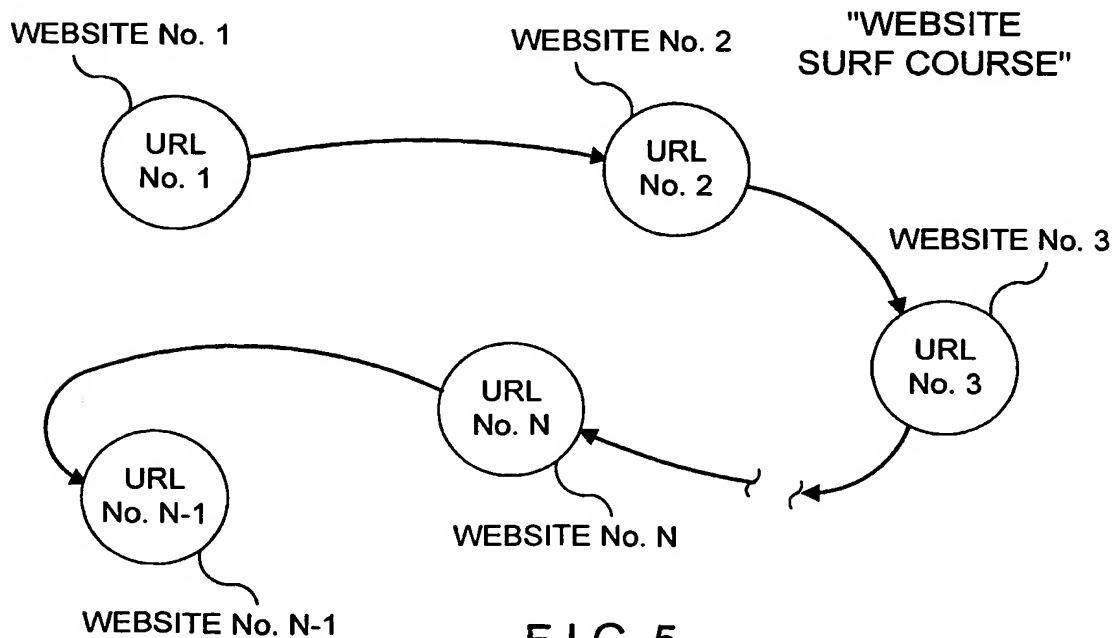 WEBSITE No. 1
WEBSITE No. 2
"WEBSITE
SURF COURSE"
URL
No. 1
URL
No. 2
WEBSITE No. 3
URL
No. 3
URL
No. N
URL
No. N-1
WEBSITE No. N
WEBSITE No. N-1
FIG. 5